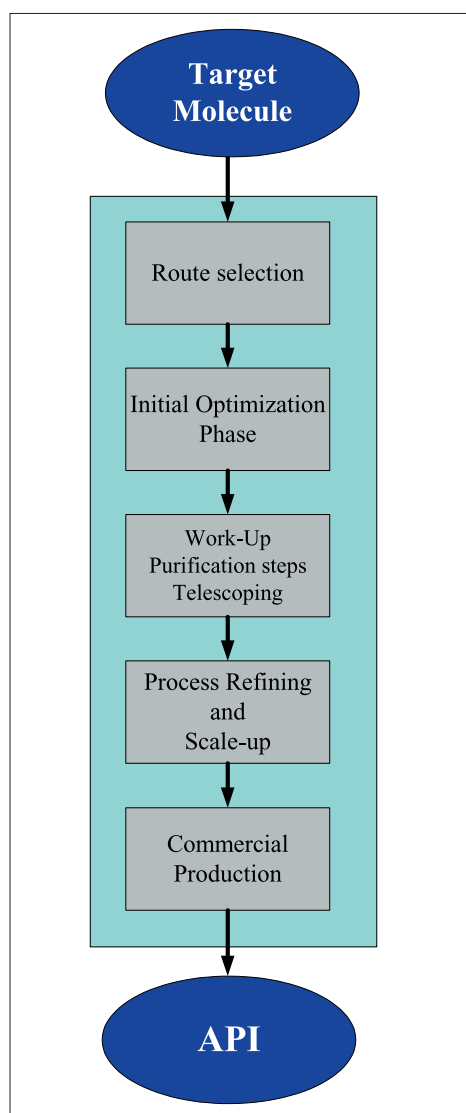 Target
Molecule
Route selection
Initial Optimization
Phase
Work-Up
Purification steps
Telescoping
Process Refining
and
Scale-up
Commercial
Production
API